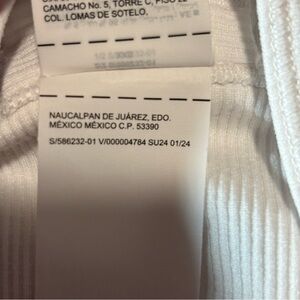 CAMACHO No. 5, TORRE C, PISO 22
COL. LOMAS DE SOTELO.
NAUCALPAN DE JUÁREZ, EDO.
MÉXICO MÉXICO C.P. 53390
S/586232-01 V/000004784 SU24 01/24